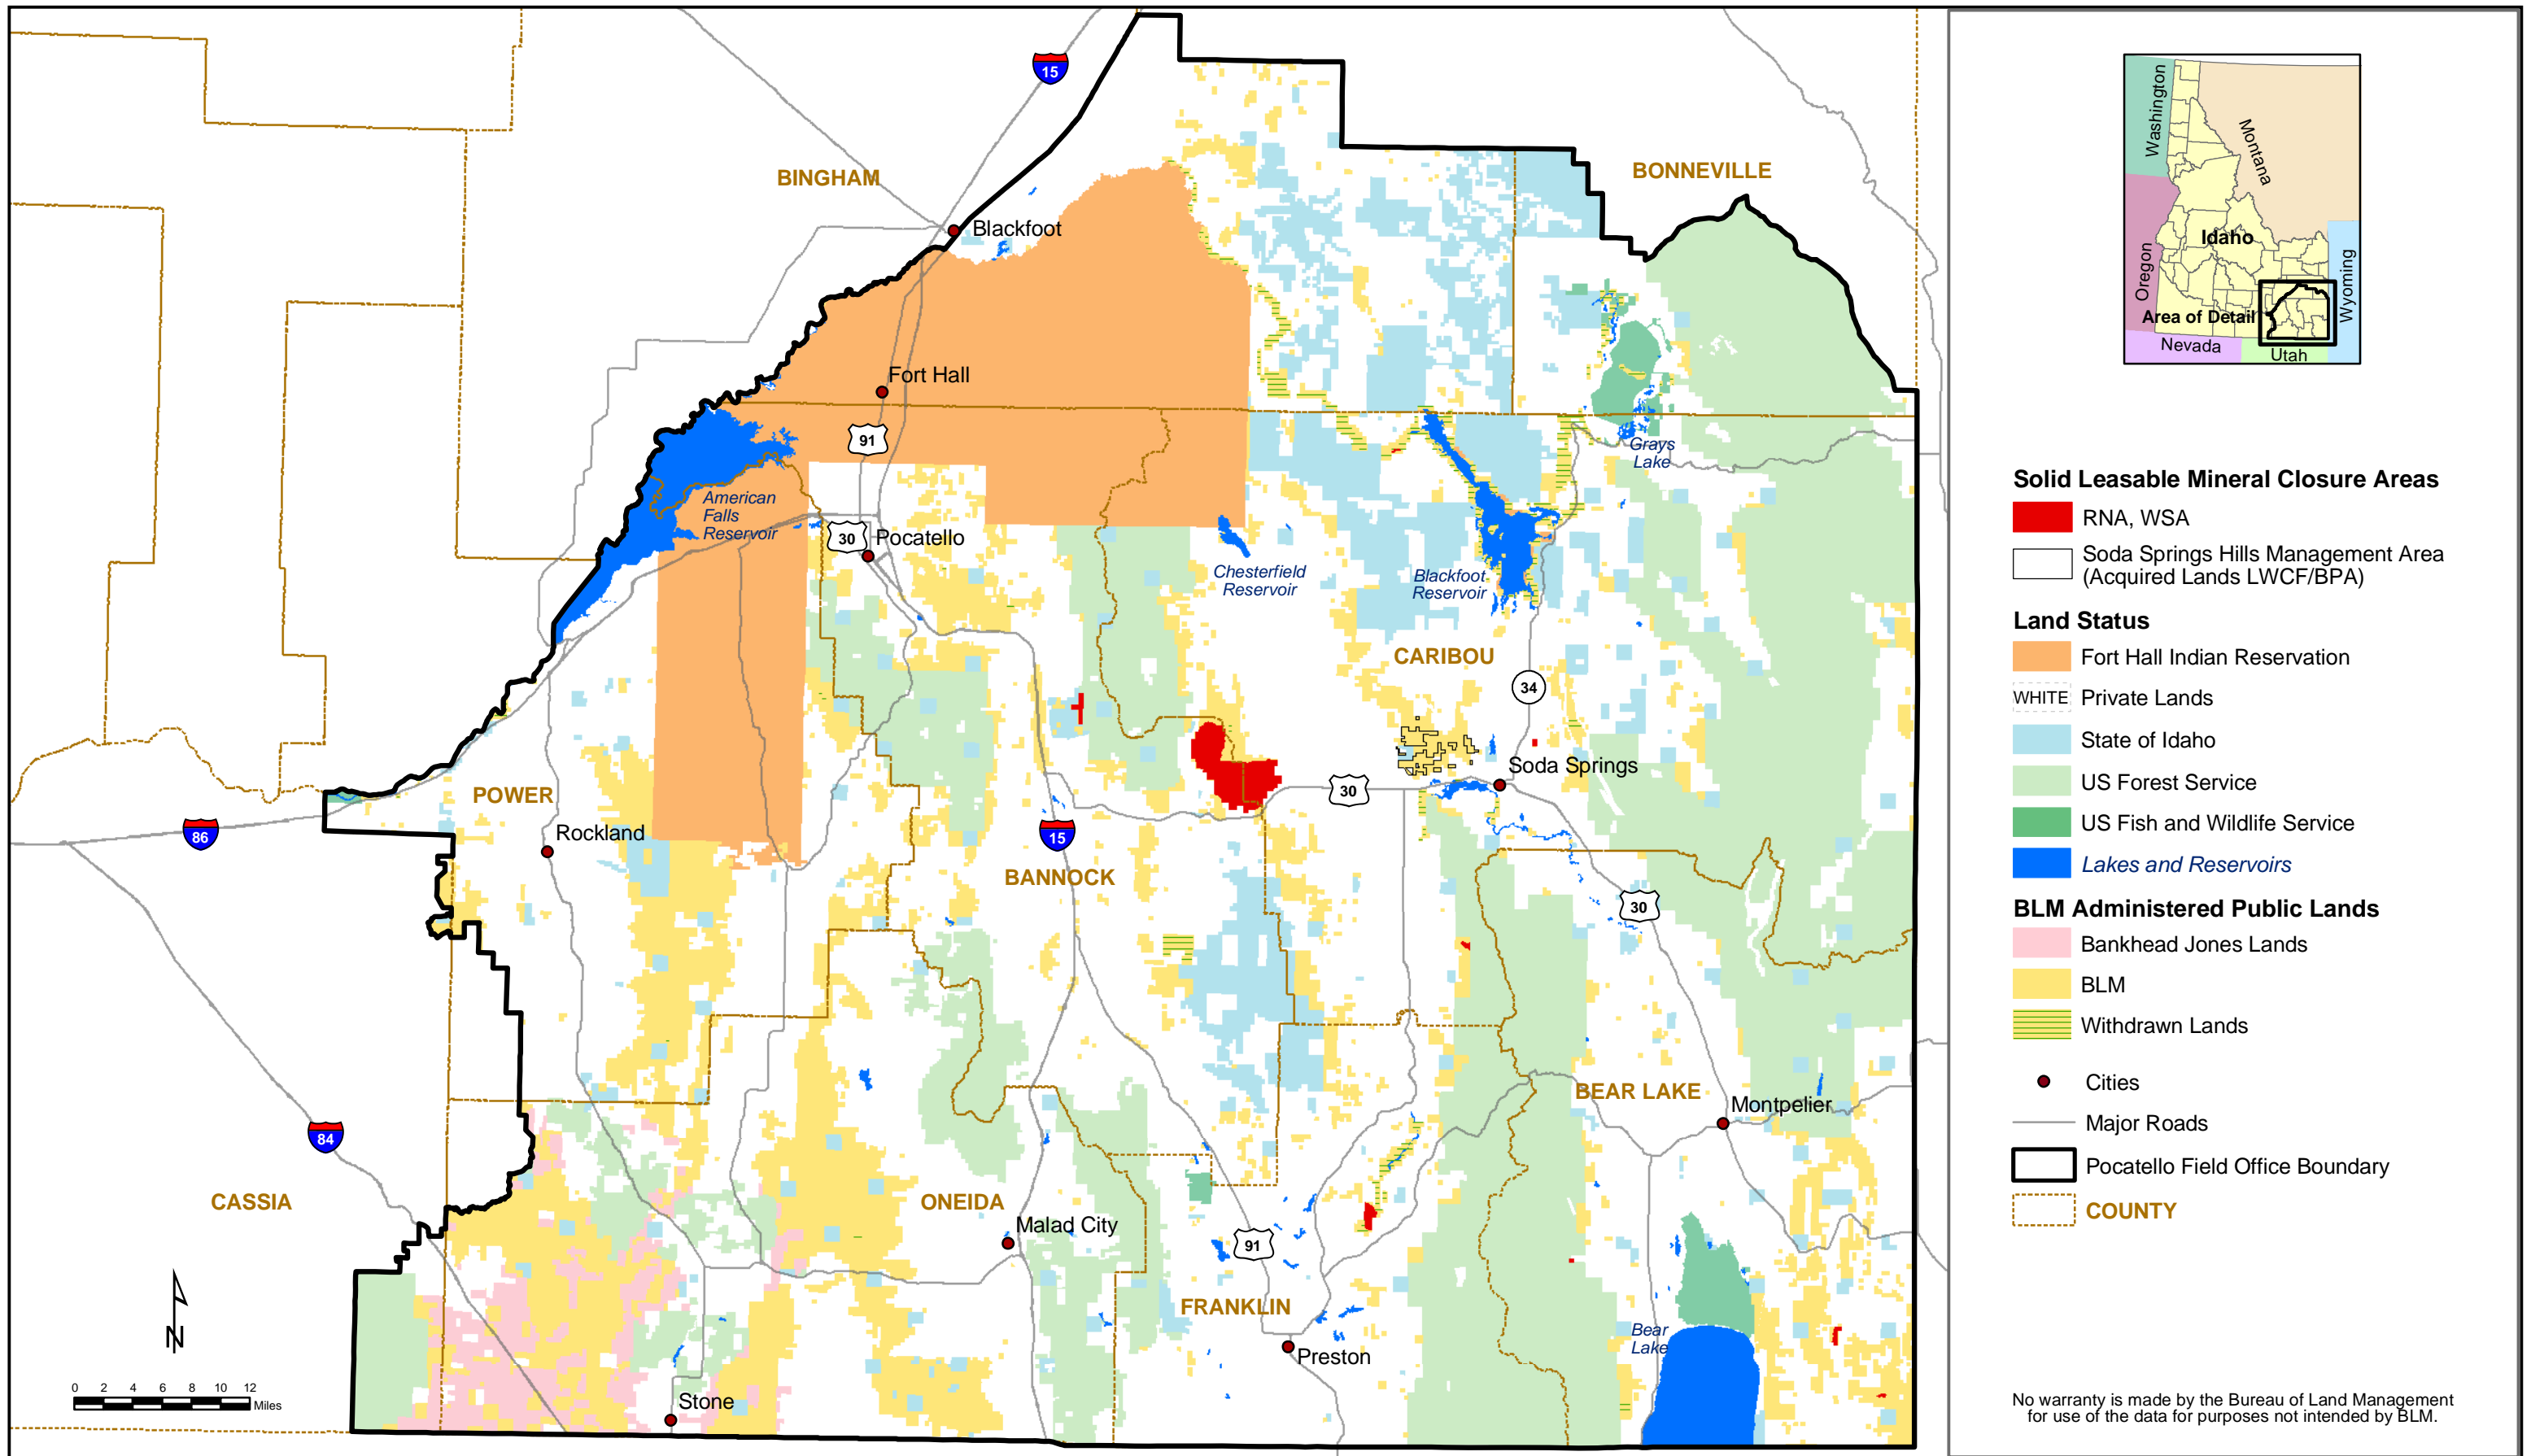 15
BINGHAM
BONNEVILLE
Blackfoot
Fort Hall
91
American
Falls
Reservoir
30
Pocatello
Grays
Lake
Chesterfield
Reservoir
Blackfoot
Reservoir
CARIBOU
34
Soda Springs
30
POWER
Rockland
86
15
BANNOCK
30
84
BEAR LAKE
Montpelier
CASSIA
ONEIDA
Malad City
91
FRANKLIN
Preston
Bear
Lake
Stone
N
0 2 4 6 8 10 12
Miles
Washington
Montana
Oregon
Idaho
Wyoming
Area of Detail
Nevada
Utah
Solid Leasable Mineral Closure Areas
RNA, WSA
Soda Springs Hills Management Area
(Acquired Lands LWCF/BPA)
Land Status
Fort Hall Indian Reservation
WHITE Private Lands
State of Idaho
US Forest Service
US Fish and Wildlife Service
Lakes and Reservoirs
BLM Administered Public Lands
Bankhead Jones Lands
BLM
Withdrawn Lands
Cities
Major Roads
Pocatello Field Office Boundary
COUNTY
No warranty is made by the Bureau of Land Management
for use of the data for purposes not intended by BLM.